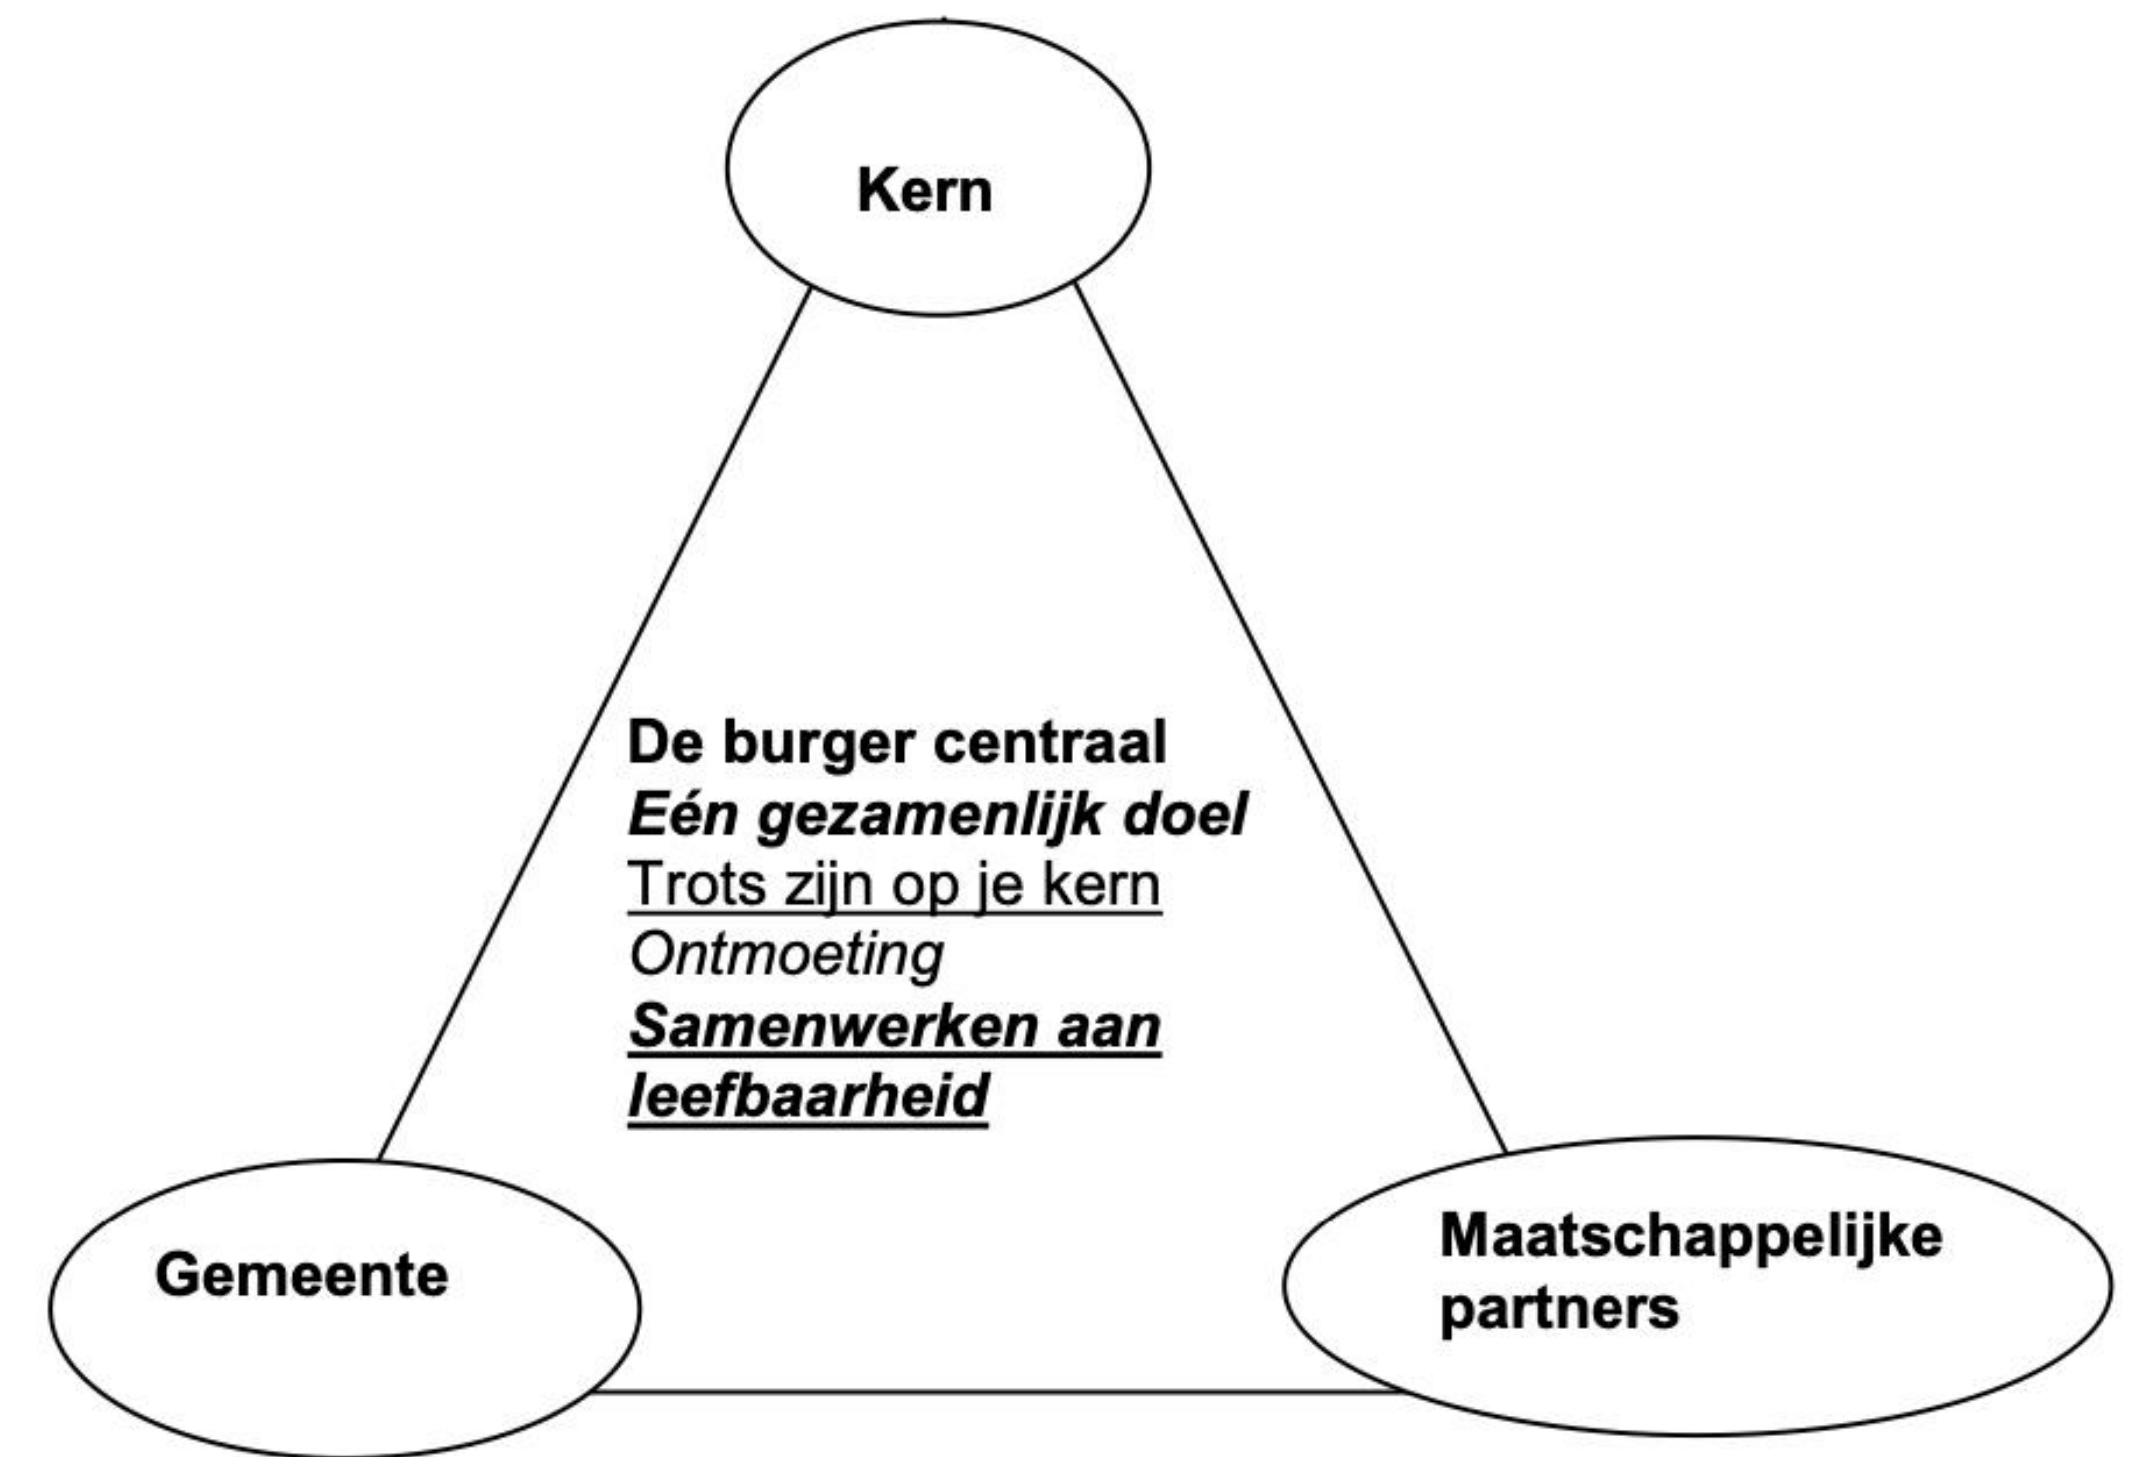 Kern
De burger centraal
Eén gezamenlijk doel
Trots zijn op je kern
Ontmoeting
Samenwerken aan
leefbaarheid
Gemeente
Maatschappelijke
partners